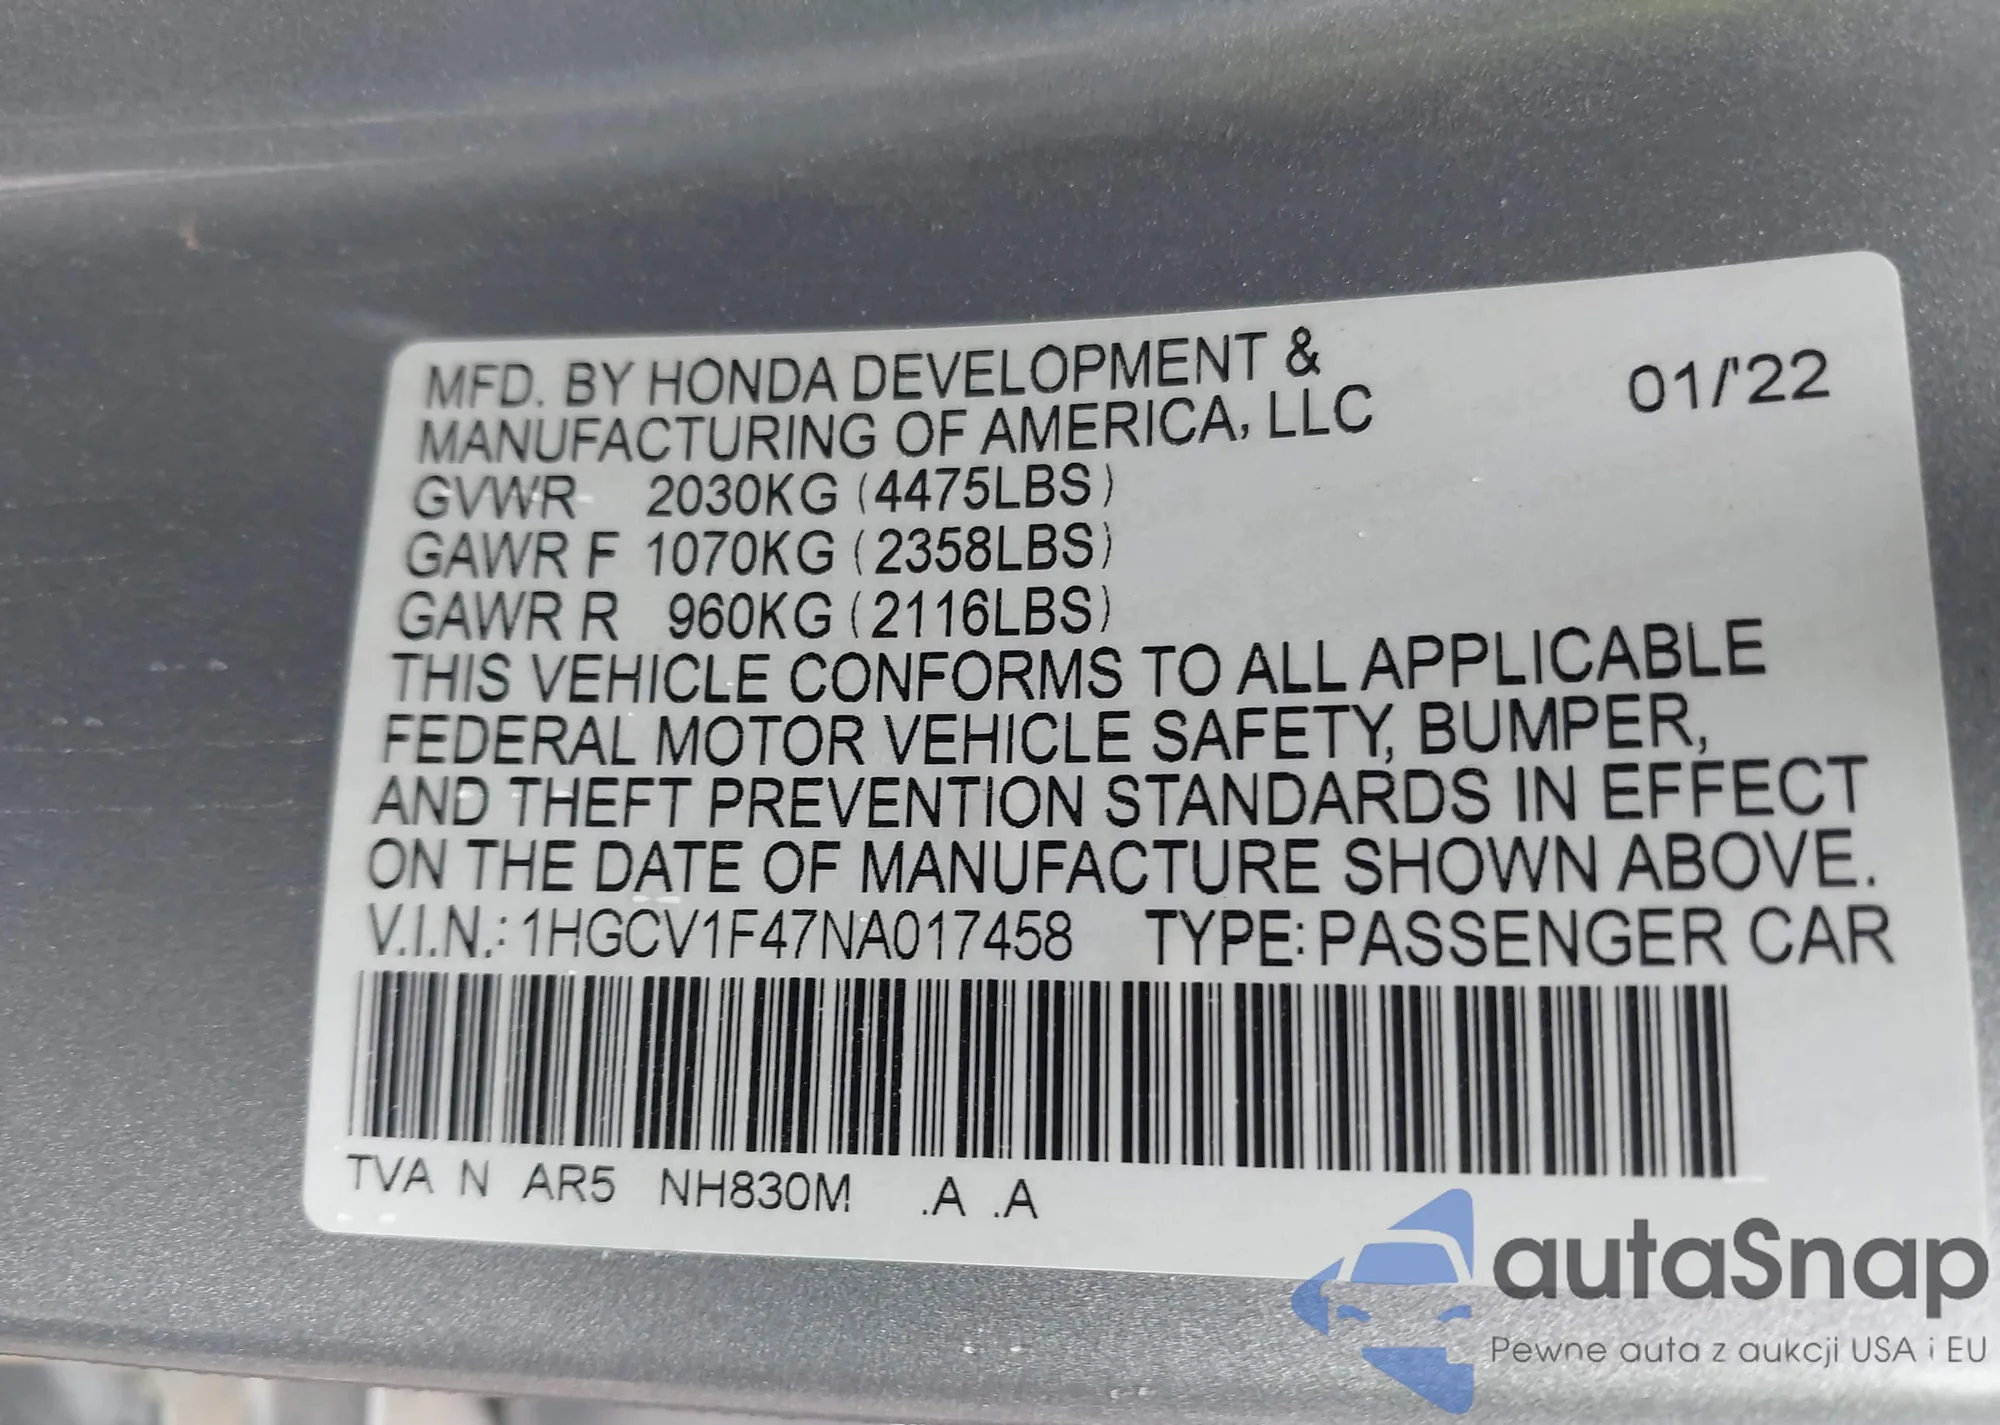 MFD. BY HONDA DEVELOPMENT &
MANUFACTURING OF AMERICA, LLC
01/'22
GVWR 2030KG (4475LBS)
GAWR F 1070KG (2358LBS)
GAWR R 960KG (2116LBS)
THIS VEHICLE CONFORMS TO ALL APPLICABLE
FEDERAL MOTOR VEHICLE SAFETY, BUMPER,
AND THEFT PREVENTION STANDARDS IN EFFECT
ON THE DATE OF MANUFACTURE SHOWN ABOVE.
V.I.N.: 1HGCV1F47NA017458 TYPE: PASSENGER CAR
TVA N AR5 NH830M .A .A
autaSnap
Pewne auta z aukcji USA i EU